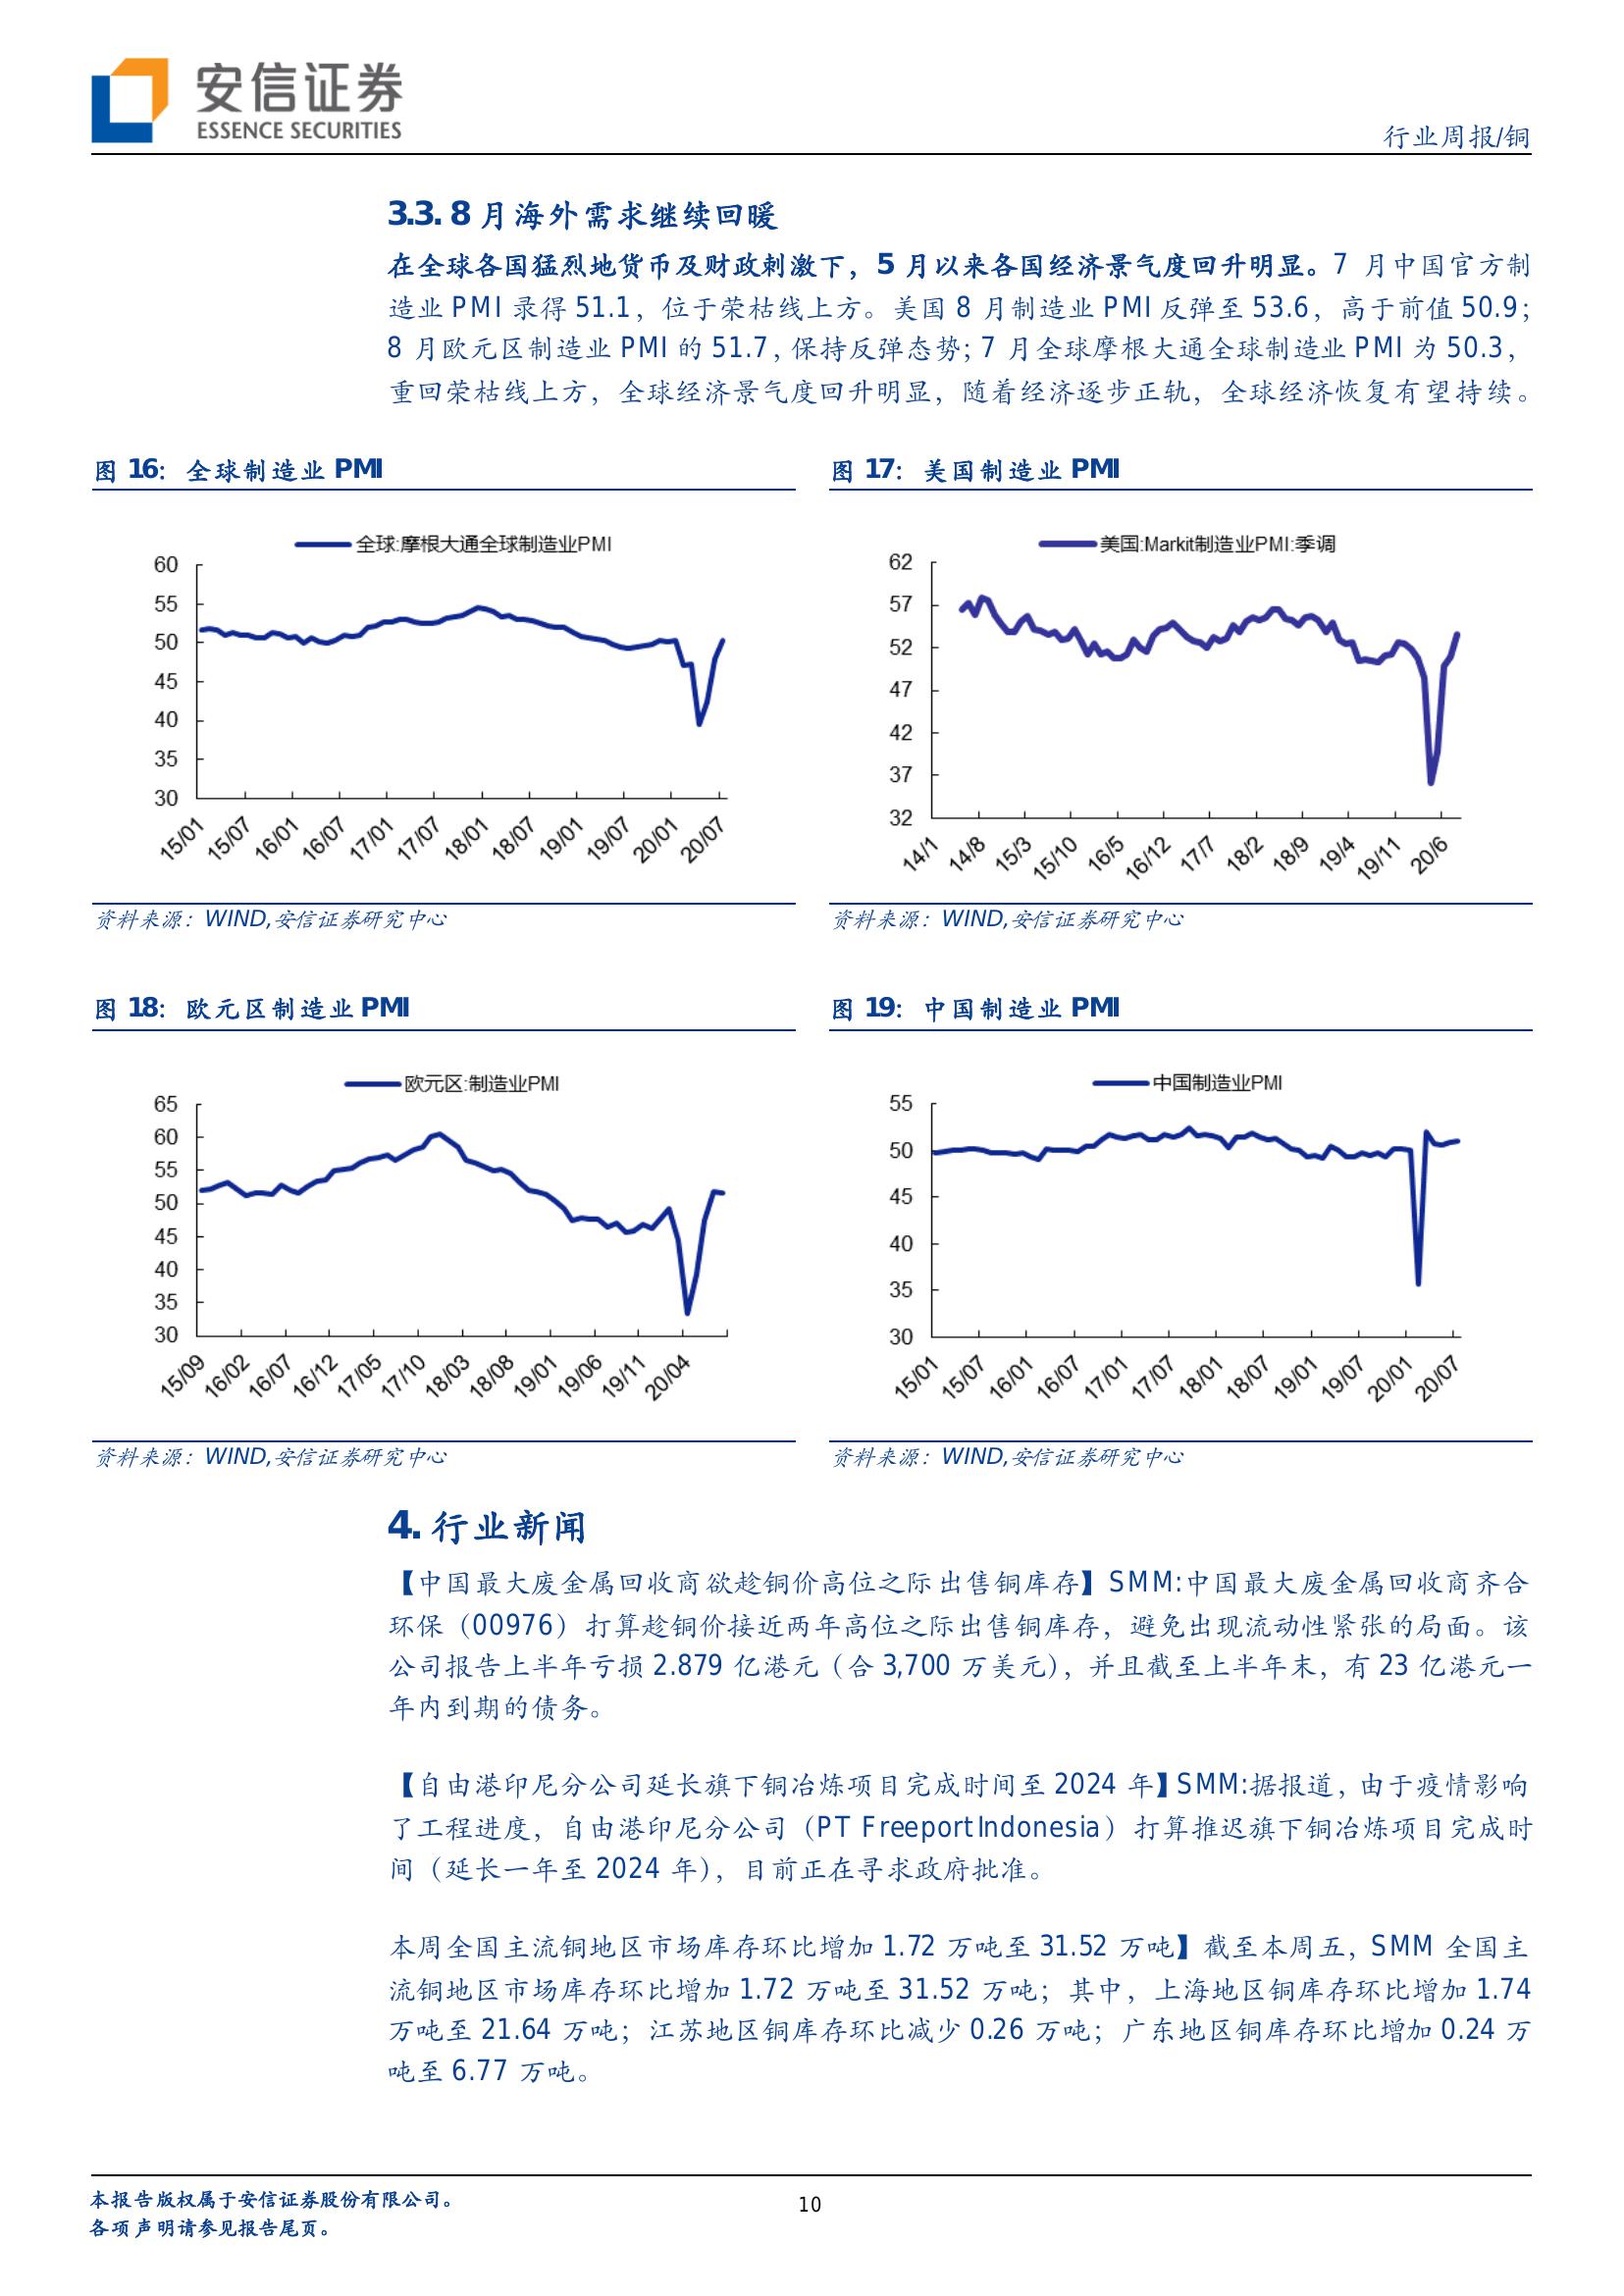 安信证券
ESSENCE SECURITIES
行业周报/铜
3.3. 8 月海外需求继续回暖
在全球各国猛烈地货币及财政刺激下，5 月以来各国经济景气度回升明显。7 月中国官方制
造业 PMI 录得 51.1，位于荣枯线上方。美国 8 月制造业 PMI 反弹至 53.6，高于前值 50.9；
8 月欧元区制造业 PMI 的 51.7，保持反弹态势；7 月全球摩根大通全球制造业 PMI 为 50.3，
重回荣枯线上方，全球经济景气度回升明显，随着经济逐步正轨，全球经济恢复有望持续。
图 16：全球制造业 PMI
全球:摩根大通全球制造业PMI
60
55
50
45
40
35
30
15/01
15/07
16/01
16/07
17/01
17/07
18/01
18/07
19/01
19/07
20/01
20/07
资料来源：WIND,安信证券研究中心
图 17：美国制造业 PMI
美国:Markit制造业PMI:季调
62
57
52
47
42
37
32
14/1
14/8
15/3
15/10
16/5
16/12
17/7
18/2
18/9
19/4
19/11
20/6
资料来源：WIND,安信证券研究中心
图 18：欧元区制造业 PMI
欧元区:制造业PMI
65
60
55
50
45
40
35
30
15/09
16/02
16/07
16/12
17/05
17/10
18/03
18/08
19/01
19/06
19/11
20/04
资料来源：WIND,安信证券研究中心
图 19：中国制造业 PMI
中国制造业PMI
55
50
45
40
35
30
15/01
15/07
16/01
16/07
17/01
17/07
18/01
18/07
19/01
19/07
20/01
20/07
资料来源：WIND,安信证券研究中心
4. 行业新闻
【中国最大废金属回收商欲趁铜价高位之际出售铜库存】SMM:中国最大废金属回收商齐合
环保（00976）打算趁铜价接近两年高位之际出售铜库存，避免出现流动性紧张的局面。该
公司报告上半年亏损 2.879 亿港元（合 3,700 万美元），并且截至上半年末，有 23 亿港元一
年内到期的债务。
【自由港印尼分公司延长旗下铜冶炼项目完成时间至 2024 年】SMM:据报道，由于疫情影响
了工程进度，自由港印尼分公司（PT FreeportIndonesia）打算推迟旗下铜冶炼项目完成时
间（延长一年至 2024 年），目前正在寻求政府批准。
本周全国主流铜地区市场库存环比增加 1.72 万吨至 31.52 万吨】截至本周五，SMM 全国主
流铜地区市场库存环比增加 1.72 万吨至 31.52 万吨；其中，上海地区铜库存环比增加 1.74
万吨至 21.64 万吨；江苏地区铜库存环比减少 0.26 万吨；广东地区铜库存环比增加 0.24 万
吨至 6.77 万吨。
本报告版权属于安信证券股份有限公司。
各项声明请参见报告尾页。
10